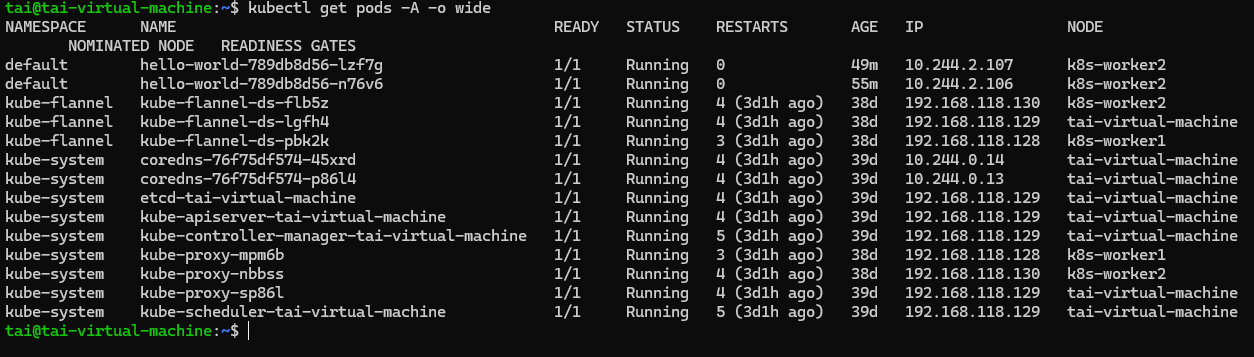 tai@tai-virtual-machine:~$ kubectl get pods -A -o wide
NAMESPACE NAME READY STATUS RESTARTS AGE IP NODE
NOMINATED NODE READINESS GATES
default hello-world-789db8d56-lzf7g 1/1 Running 0 49m 10.244.2.107 k8s-worker2
default hello-world-789db8d56-n76v6 1/1 Running 0 55m 10.244.2.106 k8s-worker2
kube-flannel kube-flannel-ds-flb5z 1/1 Running 4 (3d1h ago) 38d 192.168.118.130 k8s-worker2
kube-flannel kube-flannel-ds-lgfh4 1/1 Running 4 (3d1h ago) 38d 192.168.118.129 tai-virtual-machine
kube-flannel kube-flannel-ds-pbk2k 1/1 Running 3 (3d1h ago) 38d 192.168.118.128 k8s-worker1
kube-system coredns-76f75df574-45xrd 1/1 Running 4 (3d1h ago) 39d 10.244.0.14 tai-virtual-machine
kube-system coredns-76f75df574-p86l4 1/1 Running 4 (3d1h ago) 39d 10.244.0.13 tai-virtual-machine
kube-system etcd-tai-virtual-machine 1/1 Running 4 (3d1h ago) 39d 192.168.118.129 tai-virtual-machine
kube-system kube-apiserver-tai-virtual-machine 1/1 Running 4 (3d1h ago) 39d 192.168.118.129 tai-virtual-machine
kube-system kube-controller-manager-tai-virtual-machine 1/1 Running 5 (3d1h ago) 39d 192.168.118.129 tai-virtual-machine
kube-system kube-proxy-mpm6b 1/1 Running 3 (3d1h ago) 38d 192.168.118.128 k8s-worker1
kube-system kube-proxy-nbbss 1/1 Running 4 (3d1h ago) 38d 192.168.118.130 k8s-worker2
kube-system kube-proxy-sp86l 1/1 Running 4 (3d1h ago) 39d 192.168.118.129 tai-virtual-machine
kube-system kube-scheduler-tai-virtual-machine 1/1 Running 5 (3d1h ago) 39d 192.168.118.129 tai-virtual-machine
tai@tai-virtual-machine:~$